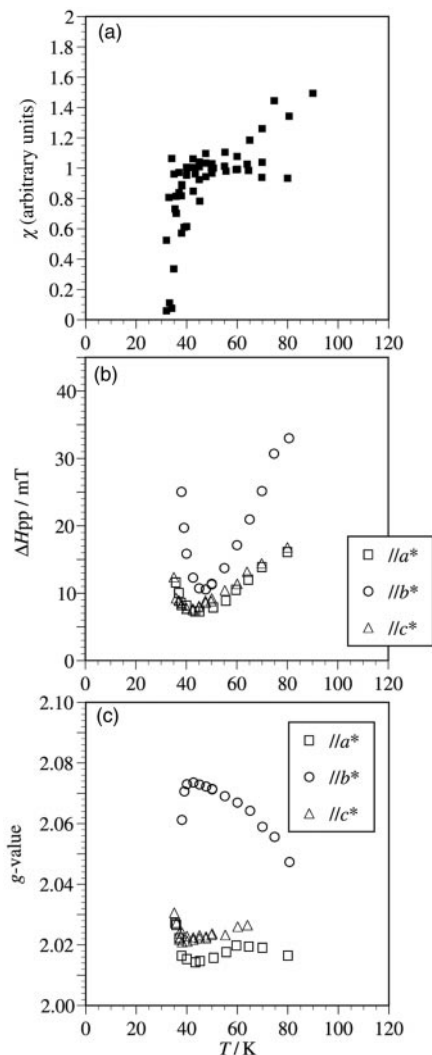 (a)
χ (arbitrary units)
2
1.8
1.6
1.4
1.2
1
0.8
0.6
0.4
0.2
0
0 20 40 60 80 100 120
(b)
ΔHpp / mT
40
30
20
10
0
//a*
//b*
//c*
0 20 40 60 80 100 120
(c)
g-value
2.10
2.08
2.06
2.04
2.02
2.00
//a*
//b*
//c*
0 20 40 60 80 100 120
T / K